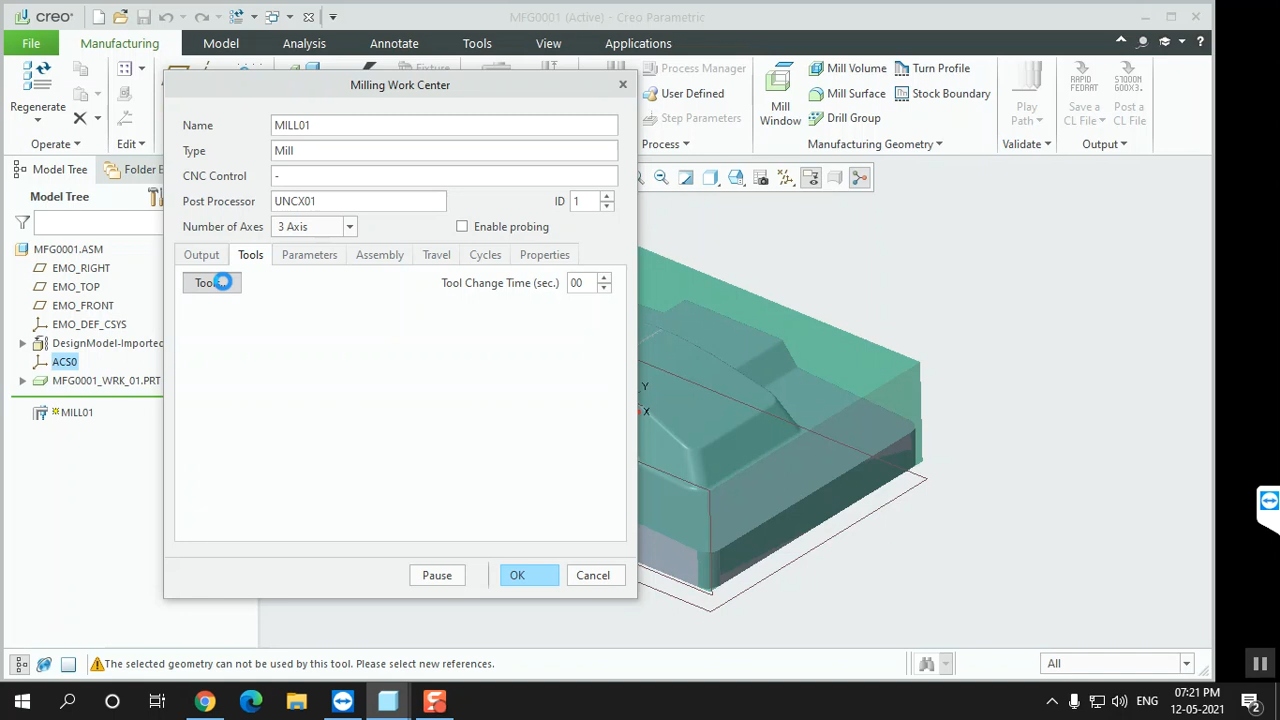 creo
MFG0001 (Active) - Creo Parametric
File
Manufacturing
Model
Analysis
Annotate
Tools
View
Applications
Regenerate
Process Manager
User Defined
Step Parameters
Mill Window
Mill Volume
Mill Surface
Drill Group
Turn Profile
Stock Boundary
Play Path
Save a CL File
Post a CL File
Operate
Edit
Process
Manufacturing Geometry
Validate
Output
Model Tree
Folder
Model Tree
MFG0001.ASM
EMO_RIGHT
EMO_TOP
EMO_FRONT
EMO_DEF_CSYS
DesignModel-Imported
ACS0
MFG0001_WRK_01.PRT
MILL01
Milling Work Center
Name
MILL01
Type
Mill
CNC Control
-
Post Processor
UNCX01
ID
1
Number of Axes
3 Axis
Enable probing
Output
Tools
Parameters
Assembly
Travel
Cycles
Properties
Tool Change Time (sec.)
00
Pause
OK
Cancel
Y
X
The selected geometry can not be used by this tool. Please select new references.
All
ENG
07:21 PM
12-05-2021
2